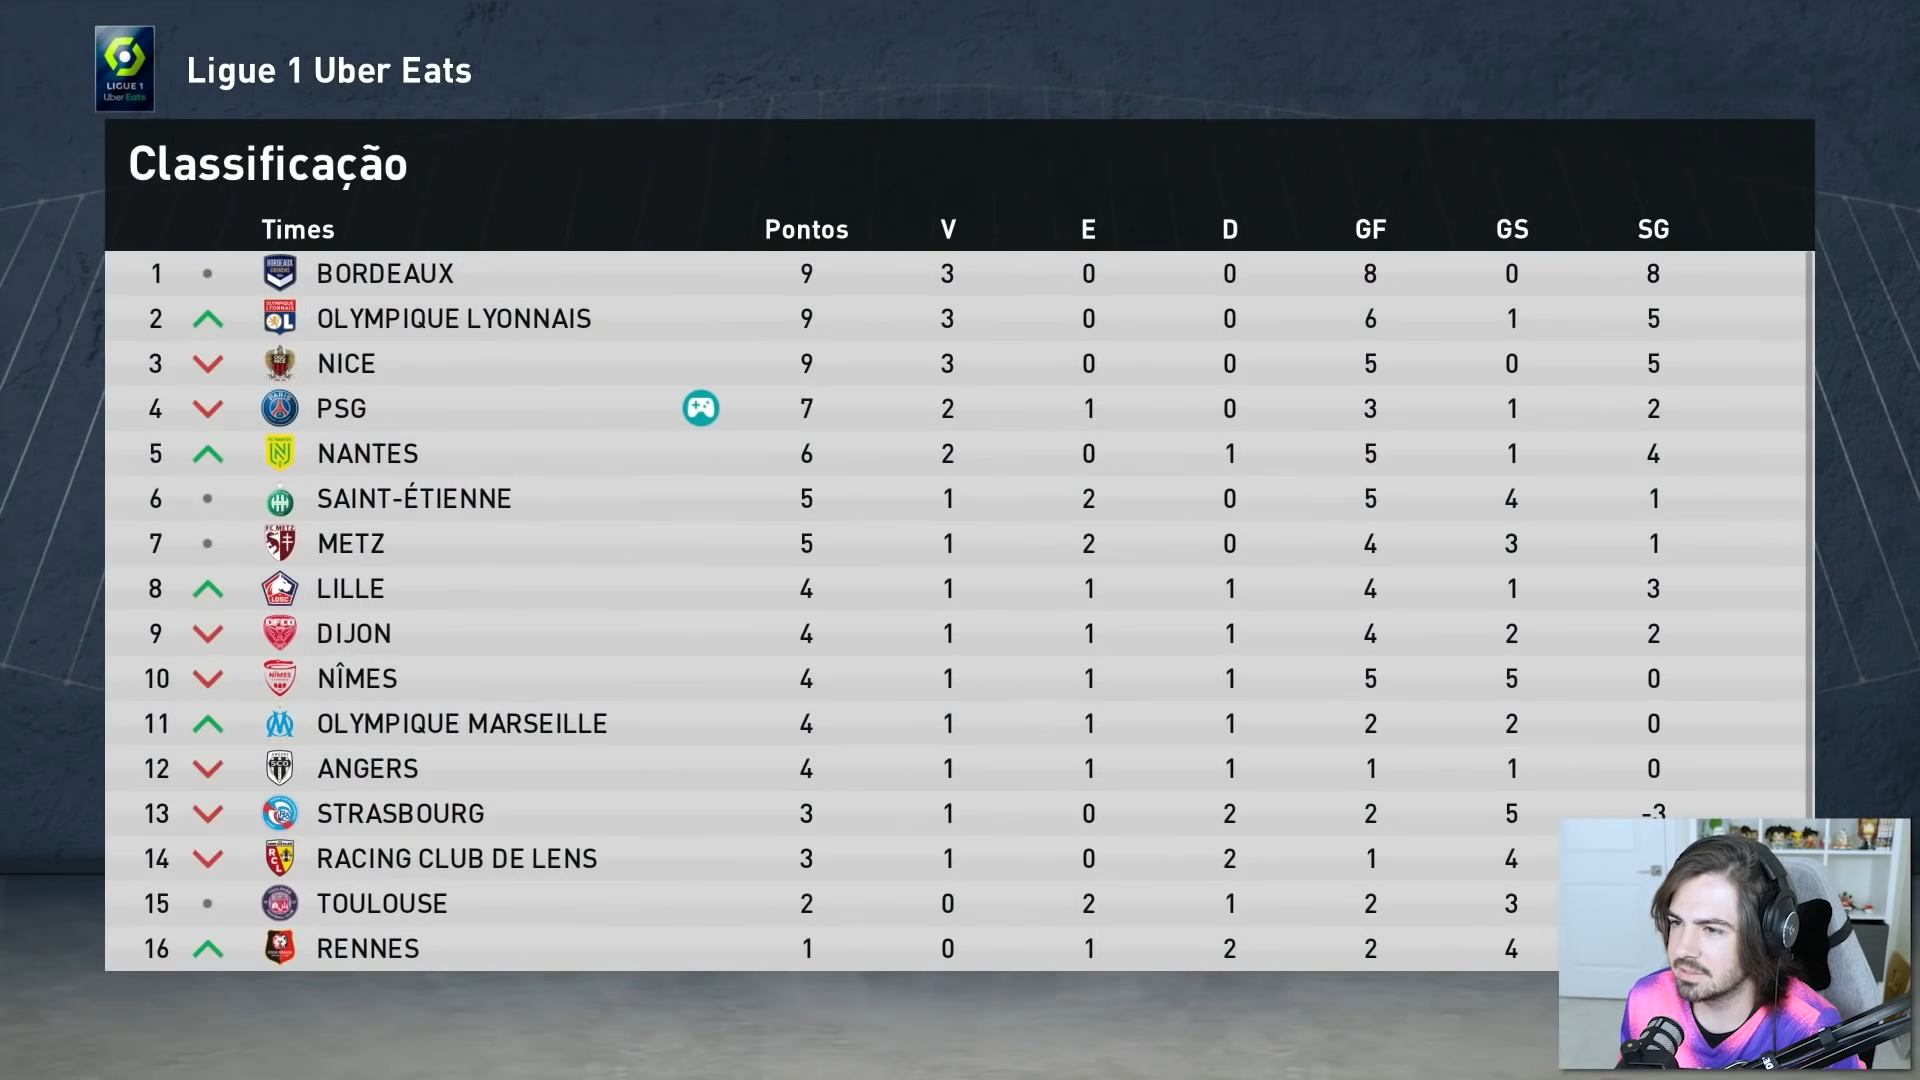 LIGUE 1
Uber Eats
Ligue 1 Uber Eats
Classificação
Times Pontos V E D GF GS SG
1 BORDEAUX 9 3 0 0 8 0 8
2 OLYMPIQUE LYONNAIS 9 3 0 0 6 1 5
3 NICE 9 3 0 0 5 0 5
4 PSG 7 2 1 0 3 1 2
5 NANTES 6 2 0 1 5 1 4
6 SAINT-ÉTIENNE 5 1 2 0 5 4 1
7 METZ 5 1 2 0 4 3 1
8 LILLE 4 1 1 1 4 1 3
9 DIJON 4 1 1 1 4 2 2
10 NÎMES 4 1 1 1 5 5 0
11 OLYMPIQUE MARSEILLE 4 1 1 1 2 2 0
12 ANGERS 4 1 1 1 1 1 0
13 STRASBOURG 3 1 0 2 2 5 -3
14 RACING CLUB DE LENS 3 1 0 2 1 4
15 TOULOUSE 2 0 2 1 2 3
16 RENNES 1 0 1 2 2 4